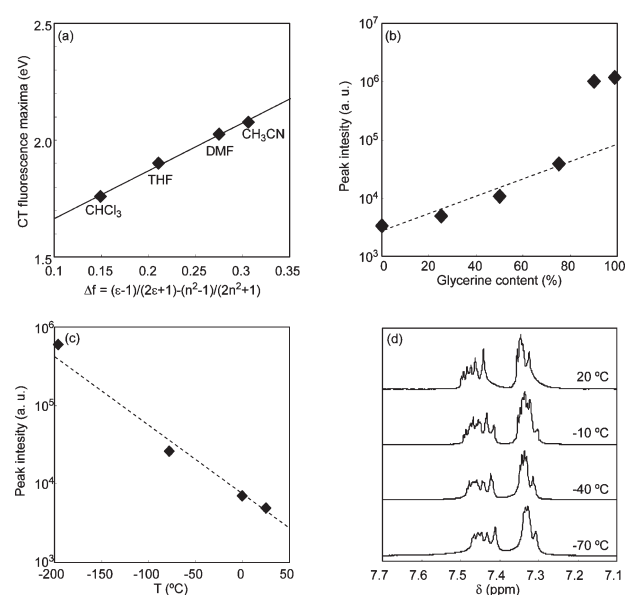 (a)
CT fluorescence maxima (eV)
2.5
2.0
1.5
CHCl₃
THF
DMF
CH₃CN
0.1 0.15 0.2 0.25 0.3 0.35
Δf = (ε-1)/(2ε+1)-(n²-1)/(2n²+1)
(b)
Peak intesity (a. u.)
10⁷
10⁶
10⁵
10⁴
10³
0 20 40 60 80 100
Glycerine content (%)
(c)
Peak intesity (a. u.)
10⁶
10⁵
10⁴
10³
-200 -150 -100 -50 0 50
T (ºC)
(d)
20 ºC
-10 ºC
-40 ºC
-70 ºC
7.7 7.6 7.5 7.4 7.3 7.2 7.1
δ (ppm)